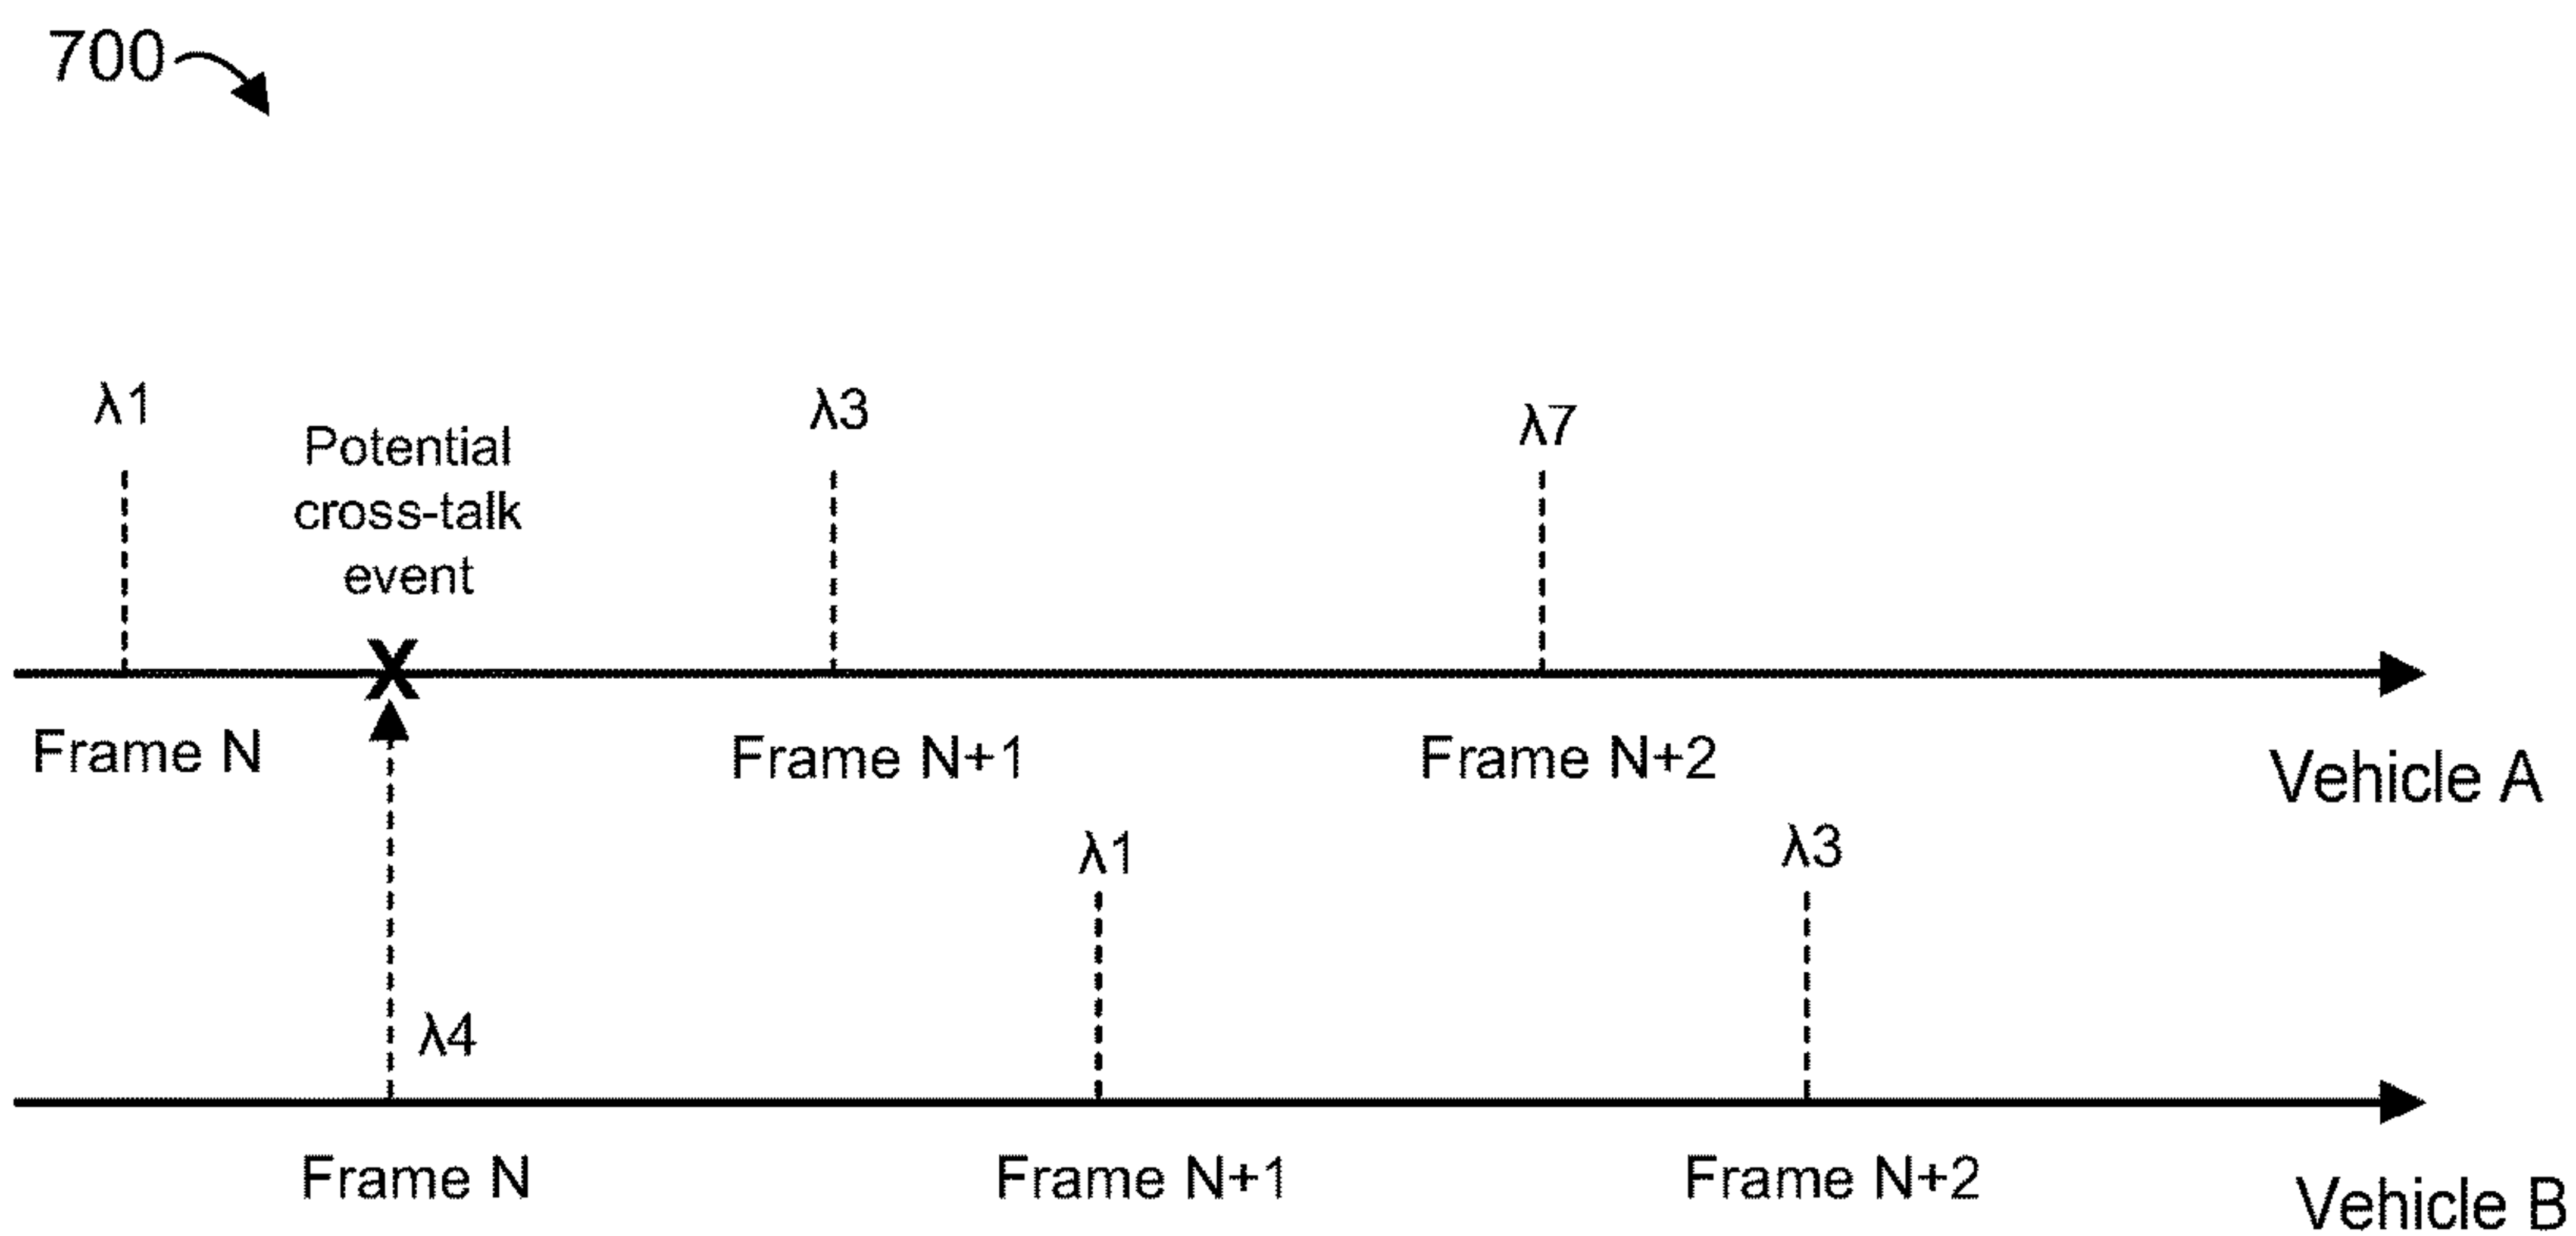 700
λ1
Potential
cross-talk
event
λ3
λ7
X
Frame N
Frame N+1
Frame N+2
Vehicle A
λ4
λ1
λ3
Frame N
Frame N+1
Frame N+2
Vehicle B